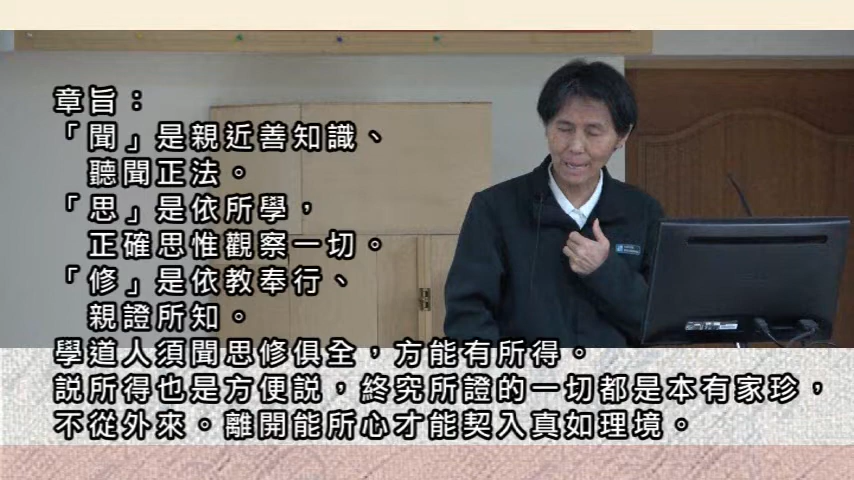 章旨：
「聞」是親近善知識、
聽聞正法。
「思」是依所學，
正確思惟觀察一切。
「修」是依教奉行、
親證所知。
學道人須聞思修俱全，方能有所得。
說所得也是方便說，終究所證的一切都是本有家珍，
不從外來。離開能所心才能契入真如理境。